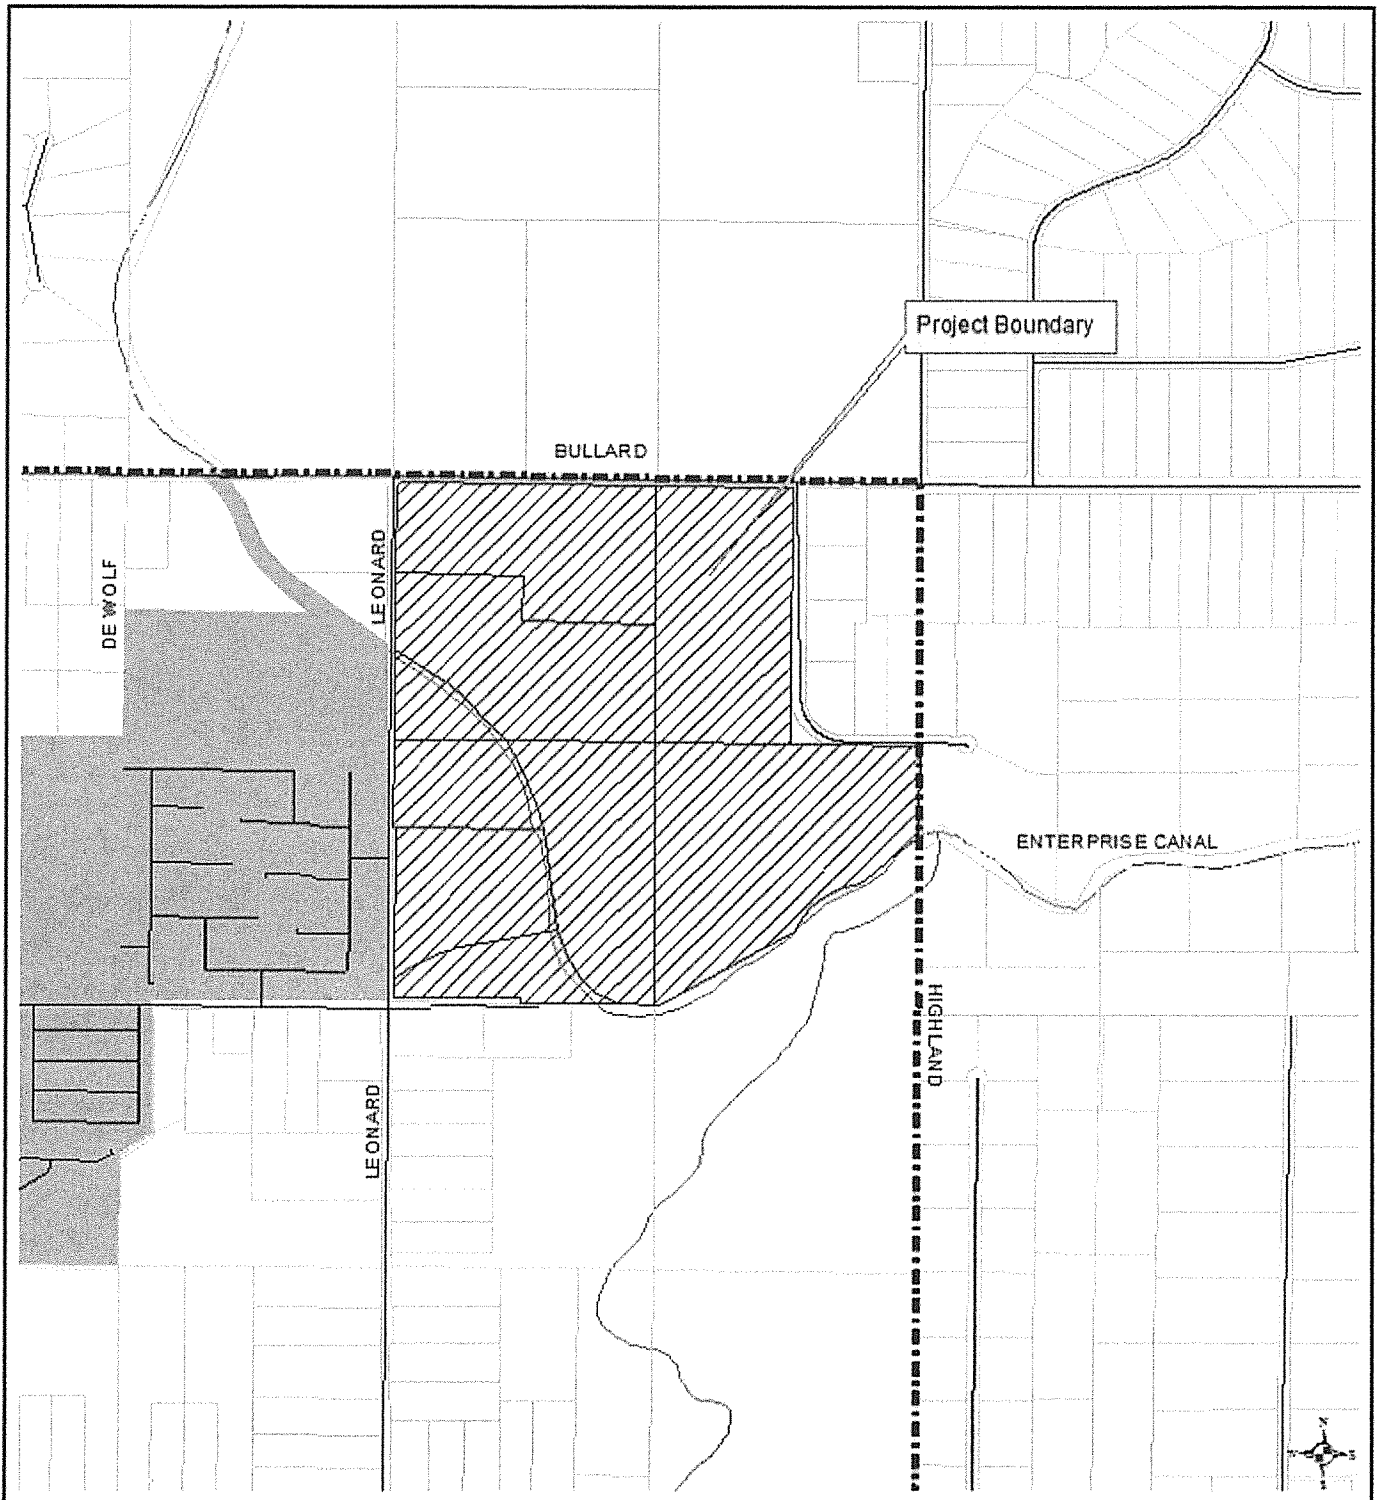 Project Boundary
BULLARD
LEONARD
DE WOLF
ENTERPRISE CANAL
HIGHLAND
LEONARD
N